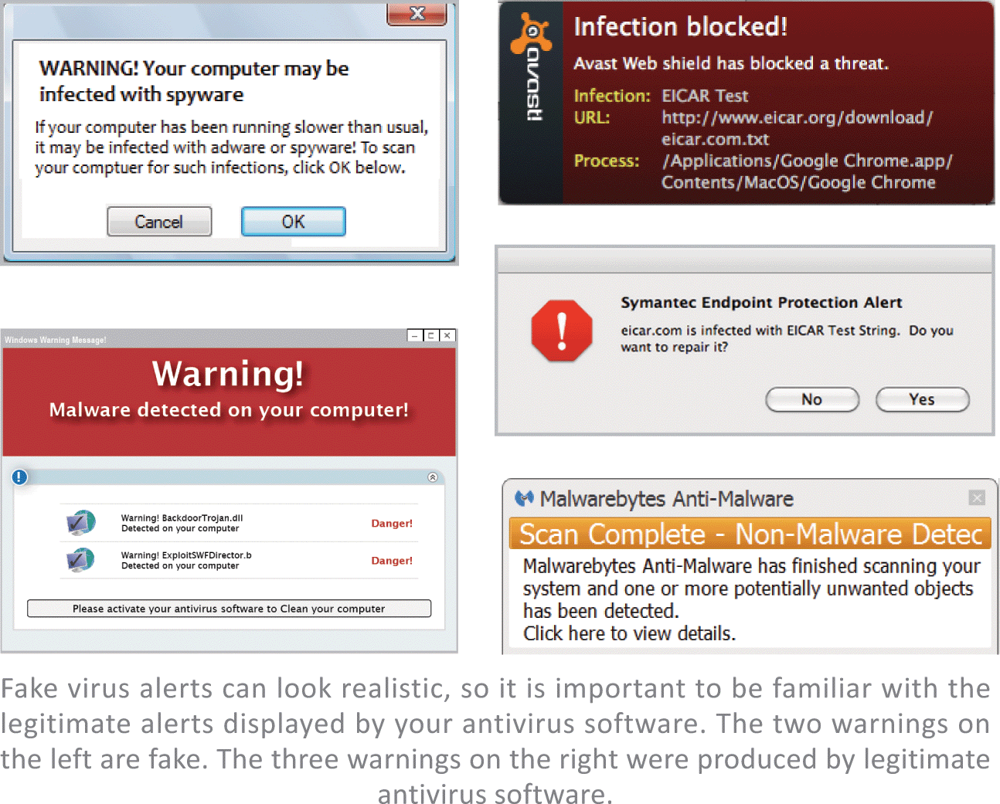 WARNING! Your computer may be
infected with spyware
If your computer has been running slower than usual,
it may be infected with adware or spyware! To scan
your comptuer for such infections, click OK below.
Cancel
OK
Windows Warning Message!
Warning!
Malware detected on your computer!
Warning! BackdoorTrojan.dll
Detected on your computer
Danger!
Warning! ExploitSWFDirector.b
Detected on your computer
Danger!
Please activate your antivirus software to Clean your computer
avast!
Infection blocked!
Avast Web shield has blocked a threat.
Infection: EICAR Test
URL: http://www.eicar.org/download/
eicar.com.txt
Process: /Applications/Google Chrome.app/
Contents/MacOS/Google Chrome
Symantec Endpoint Protection Alert
eicar.com is infected with EICAR Test String. Do you
want to repair it?
No
Yes
Malwarebytes Anti-Malware
Scan Complete - Non-Malware Detec
Malwarebytes Anti-Malware has finished scanning your
system and one or more potentially unwanted objects
has been detected.
Click here to view details.
Fake virus alerts can look realistic, so it is important to be familiar with the
legitimate alerts displayed by your antivirus software. The two warnings on
the left are fake. The three warnings on the right were produced by legitimate
antivirus software.